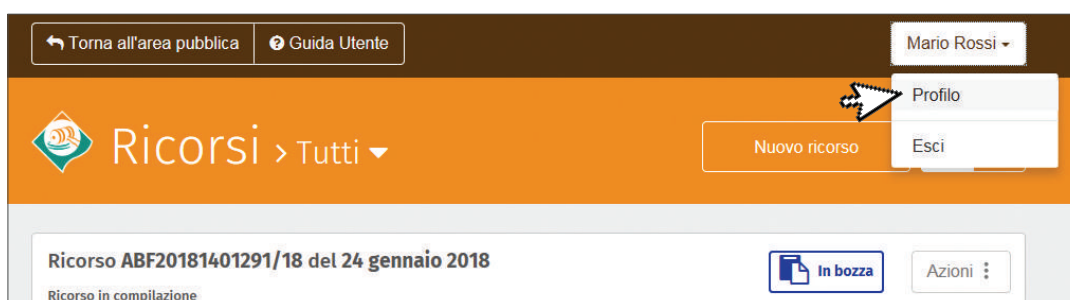 Torna all'area pubblica Guida Utente Mario Rossi
Profilo
Ricorsi > Tutti Nuovo ricorso Esci
Ricorso ABF20181401291/18 del 24 gennaio 2018 In bozza Azioni
Ricorso in compilazione